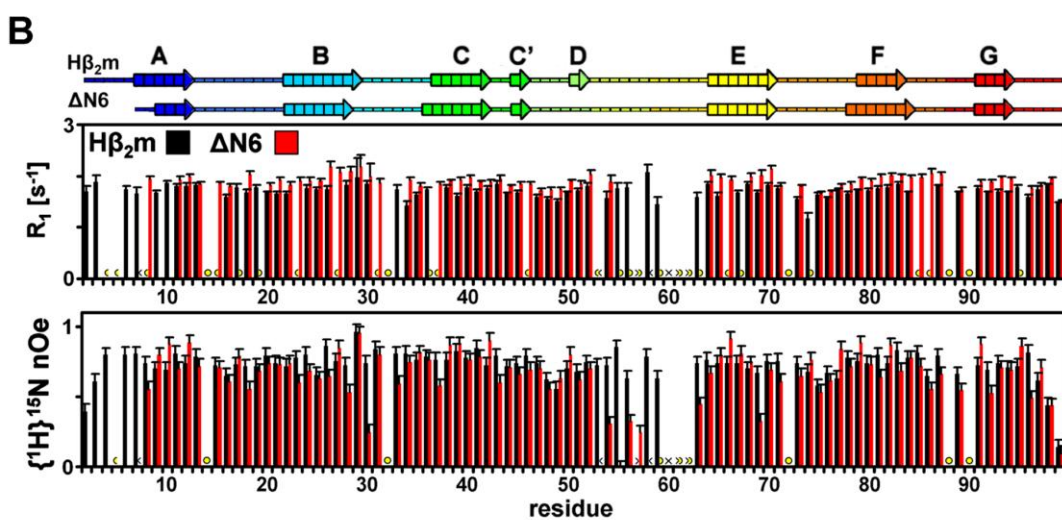 B
A B C C' D E F G
Hβ₂m
ΔN6
3
Hβ₂m ΔN6
R₁ [s⁻¹]
0
10 20 30 40 50 60 70 80 90
1
{¹H}¹⁵N nOe
0
10 20 30 40 50 60 70 80 90
residue